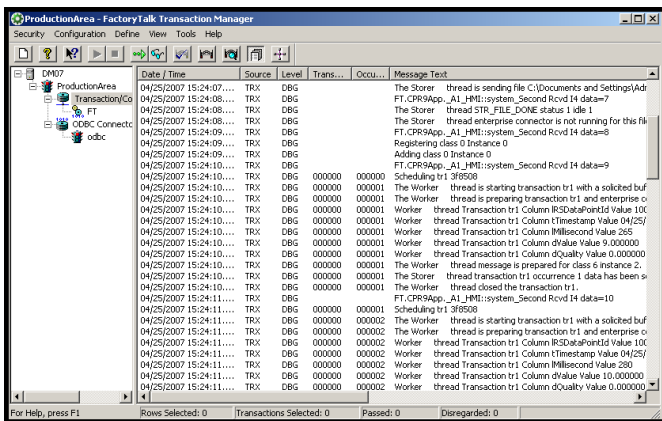 ProductionArea - FactoryTalk Transaction Manager
Security Configuration Define View Tools Help
DM07
ProductionArea
Transaction/Co
FT
ODBC Connecto
odbc
Date / Time Source Level Trans... Occu... Message Text
04/25/2007 15:24:07.... TRX DBG The Storer thread is sending file C:\Documents and Settings\Adr
04/25/2007 15:24:08.... TRX DBG FT.CPR9App._A1_HMI::system_Second Rcvd I4 data=7
04/25/2007 15:24:08.... TRX DBG The Storer thread STR_FILE_DONE status 1 idle 1
04/25/2007 15:24:08.... TRX DBG The Storer thread enterprise connector is not running for this file
04/25/2007 15:24:09.... TRX DBG FT.CPR9App._A1_HMI::system_Second Rcvd I4 data=8
04/25/2007 15:24:09.... TRX DBG Registering class 0 Instance 0
04/25/2007 15:24:09.... TRX DBG Adding class 0 Instance 0
04/25/2007 15:24:10.... TRX DBG FT.CPR9App._A1_HMI::system_Second Rcvd I4 data=9
04/25/2007 15:24:10.... TRX DBG 000000 000000 Scheduling tr1 3f8508
04/25/2007 15:24:10.... TRX DBG 000000 000001 The Worker thread is starting transaction tr1 with a solicited buf
04/25/2007 15:24:10.... TRX DBG 000000 000001 The Worker thread is preparing transaction tr1 and enterprise co
04/25/2007 15:24:10.... TRX DBG 000000 000001 Worker thread Transaction tr1 Column lRSDataPointId Value 100
04/25/2007 15:24:10.... TRX DBG 000000 000001 Worker thread Transaction tr1 Column tTimestamp Value 04/25/
04/25/2007 15:24:10.... TRX DBG 000000 000001 Worker thread Transaction tr1 Column lMillisecond Value 265
04/25/2007 15:24:10.... TRX DBG 000000 000001 Worker thread Transaction tr1 Column dValue Value 9.000000
04/25/2007 15:24:10.... TRX DBG 000000 000001 Worker thread Transaction tr1 Column dQuality Value 0.000000
04/25/2007 15:24:10.... TRX DBG 000000 000001 The Worker thread message is prepared for class 6 instance 2.
04/25/2007 15:24:10.... TRX DBG 000000 000001 The Storer thread transaction tr1 occurrence 1 data has been s
04/25/2007 15:24:10.... TRX DBG 000000 000001 The Worker thread closed the transaction tr1.
04/25/2007 15:24:11.... TRX DBG FT.CPR9App._A1_HMI::system_Second Rcvd I4 data=10
04/25/2007 15:24:11.... TRX DBG 000000 000001 Scheduling tr1 3f8508
04/25/2007 15:24:11.... TRX DBG 000000 000002 The Worker thread is starting transaction tr1 with a solicited buf
04/25/2007 15:24:11.... TRX DBG 000000 000002 The Worker thread is preparing transaction tr1 and enterprise co
04/25/2007 15:24:11.... TRX DBG 000000 000002 Worker thread Transaction tr1 Column lRSDataPointId Value 100
04/25/2007 15:24:11.... TRX DBG 000000 000002 Worker thread Transaction tr1 Column tTimestamp Value 04/25/
04/25/2007 15:24:11.... TRX DBG 000000 000002 Worker thread Transaction tr1 Column lMillisecond Value 280
04/25/2007 15:24:11.... TRX DBG 000000 000002 Worker thread Transaction tr1 Column dValue Value 10.000000
04/25/2007 15:24:11.... TRX DBG 000000 000002 Worker thread Transaction tr1 Column dQuality Value 0.000000
For Help, press F1 Rows Selected: 0 Transactions Selected: 0 Passed: 0 Disregarded: 0